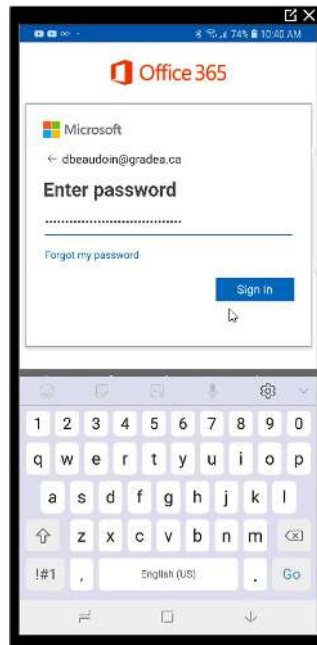 74% 10:40 AM
Office 365
Microsoft
← dbeaudoin@gradea.ca
Enter password
Forgot my password
Sign in
1 2 3 4 5 6 7 8 9 0
q w e r t y u i o p
a s d f g h j k l
z x c v b n m
!#1 , English (US) . Go